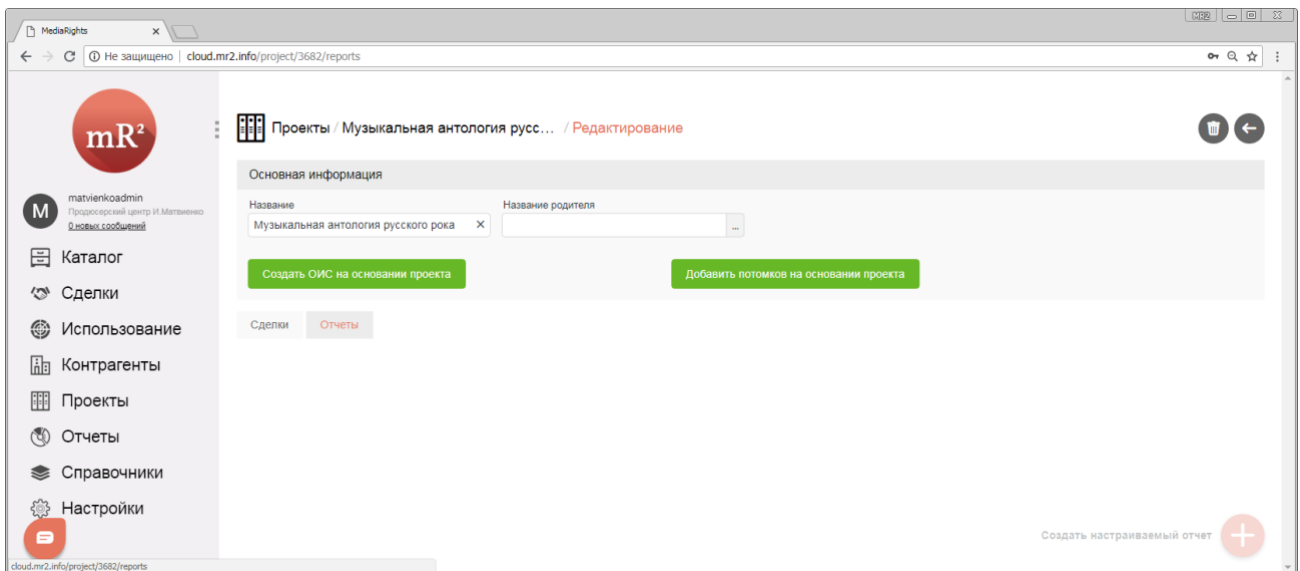 MR2
MediaRights
Не защищено | cloud.mr2.info/project/3682/reports
mR²
Проекты / Музыкальная антология русс... / Редактирование
Основная информация
matvienkoadmin
Продюсерский центр И.Матвиенко
0 новых сообщений
M
Название
Название родителя
Музыкальная антология русского рока
...
Создать ОИС на основании проекта
Добавить потомков на основании проекта
Сделки
Отчеты
Каталог
Сделки
Использование
Контрагенты
Проекты
Отчеты
Справочники
Настройки
Создать настраиваемый отчет
cloud.mr2.info/project/3682/reports